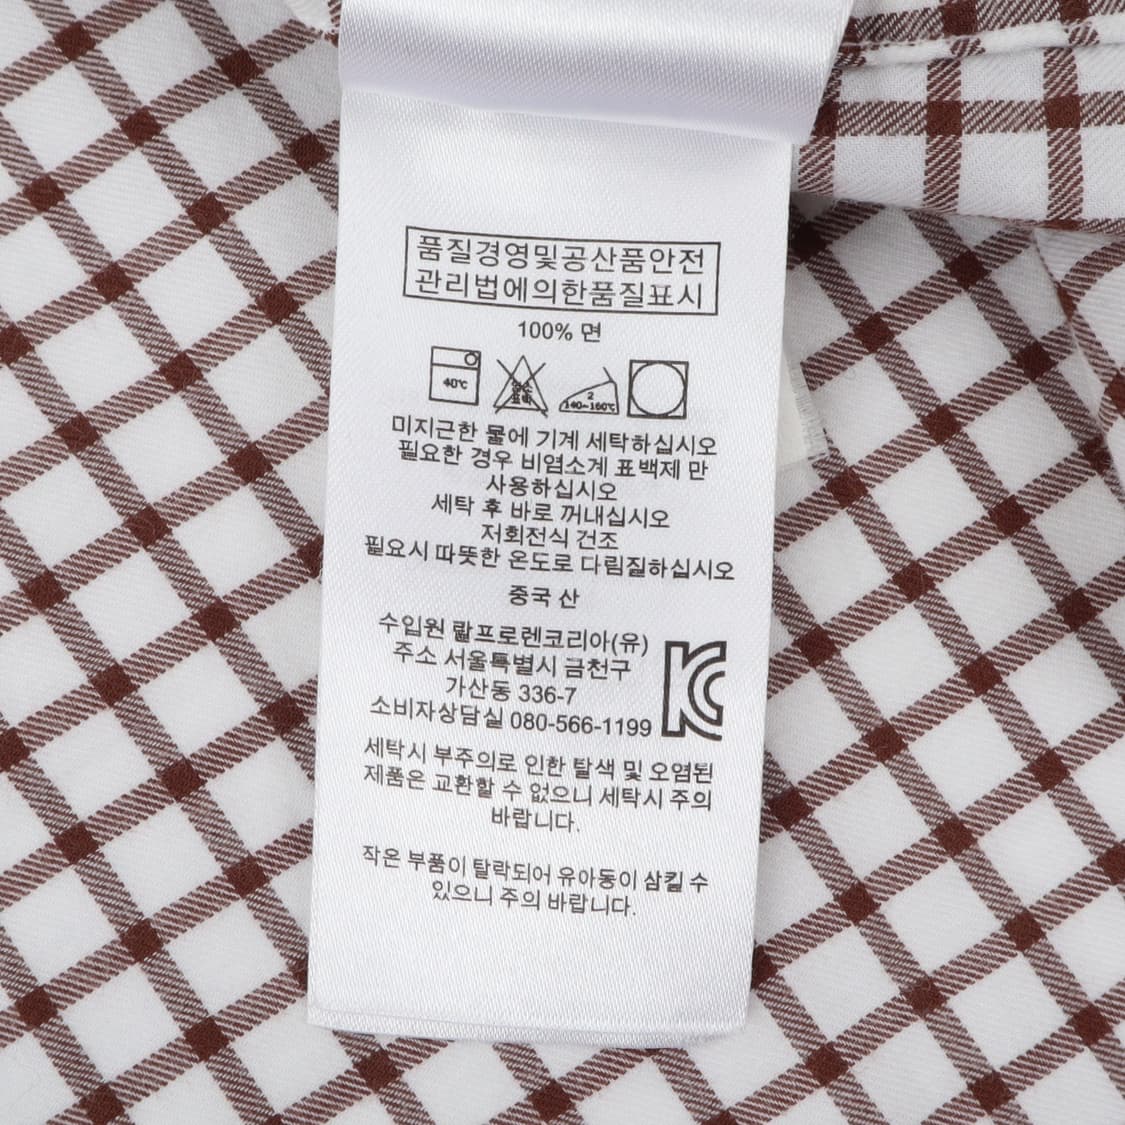 품질경영및공산품안전
관리법에의한품질표시
100% 면
40℃
염소
표백
2
140~160℃
미지근한 물에 기계 세탁하십시오
필요한 경우 비염소계 표백제 만
사용하십시오
세탁 후 바로 꺼내십시오
저회전식 건조
필요시 따뜻한 온도로 다림질하십시오
중국 산
수입원 랄프로렌코리아(유)
주소 서울특별시 금천구
가산동 336-7
소비자상담실 080-566-1199
세탁시 부주의로 인한 탈색 및 오염된
제품은 교환할 수 없으니 세탁시 주의
바랍니다.
작은 부품이 탈락되어 유아동이 삼킬 수
있으니 주의 바랍니다.